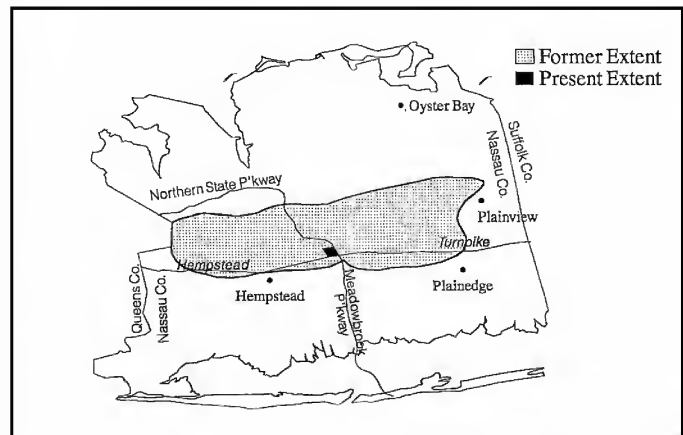 Former Extent
Present Extent
Oyster Bay
Suffolk Co.
Nassau Co.
Northern State P'kway
Plainview
Turnpike
Hempstead
Plainedge
Hempstead
Queens Co.
Nassau Co.
Meadowbrook
P'kway